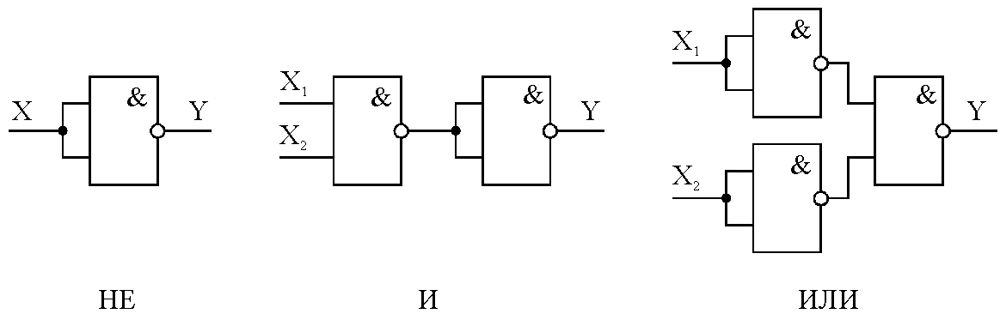 X & Y
НЕ
X₁ X₂ & & Y
И
X₁ & X₂ & & Y
ИЛИ